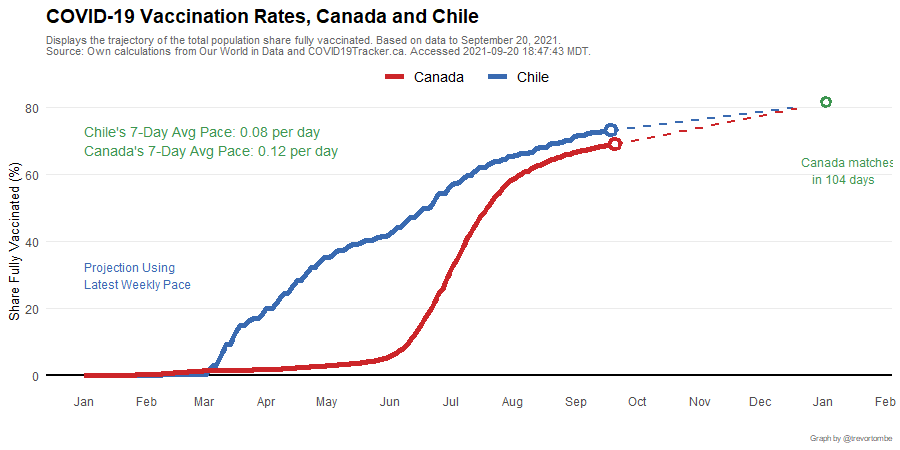 COVID-19 Vaccination Rates, Canada and Chile
Displays the trajectory of the total population share fully vaccinated. Based on data to September 20, 2021.
Source: Own calculations from Our World in Data and COVID19Tracker.ca. Accessed 2021-09-20 18:47:43 MDT.
Canada Chile
Chile's 7-Day Avg Pace: 0.08 per day
Canada's 7-Day Avg Pace: 0.12 per day
Canada matches
in 104 days
Projection Using
Latest Weekly Pace
Share Fully Vaccinated (%)
80
60
40
20
0
Jan Feb Mar Apr May Jun Jul Aug Sep Oct Nov Dec Jan Feb
Graph by @trevortombe